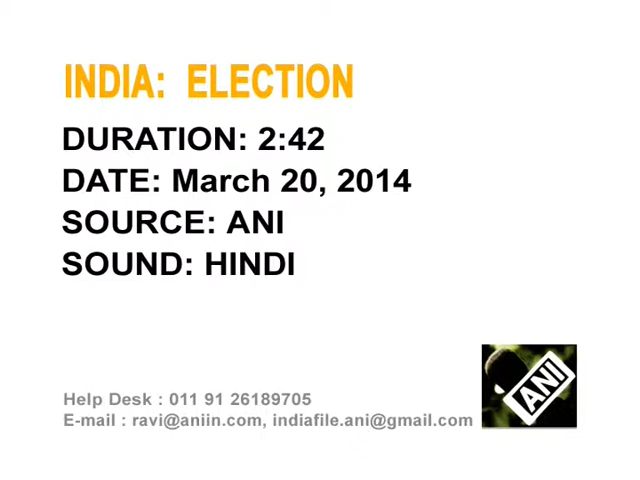 INDIA: ELECTION
DURATION: 2:42
DATE: March 20, 2014
SOURCE: ANI
SOUND: HINDI
Help Desk : 011 91 26189705
E-mail : ravi@aniin.com, indiafile.ani@gmail.com
ANI